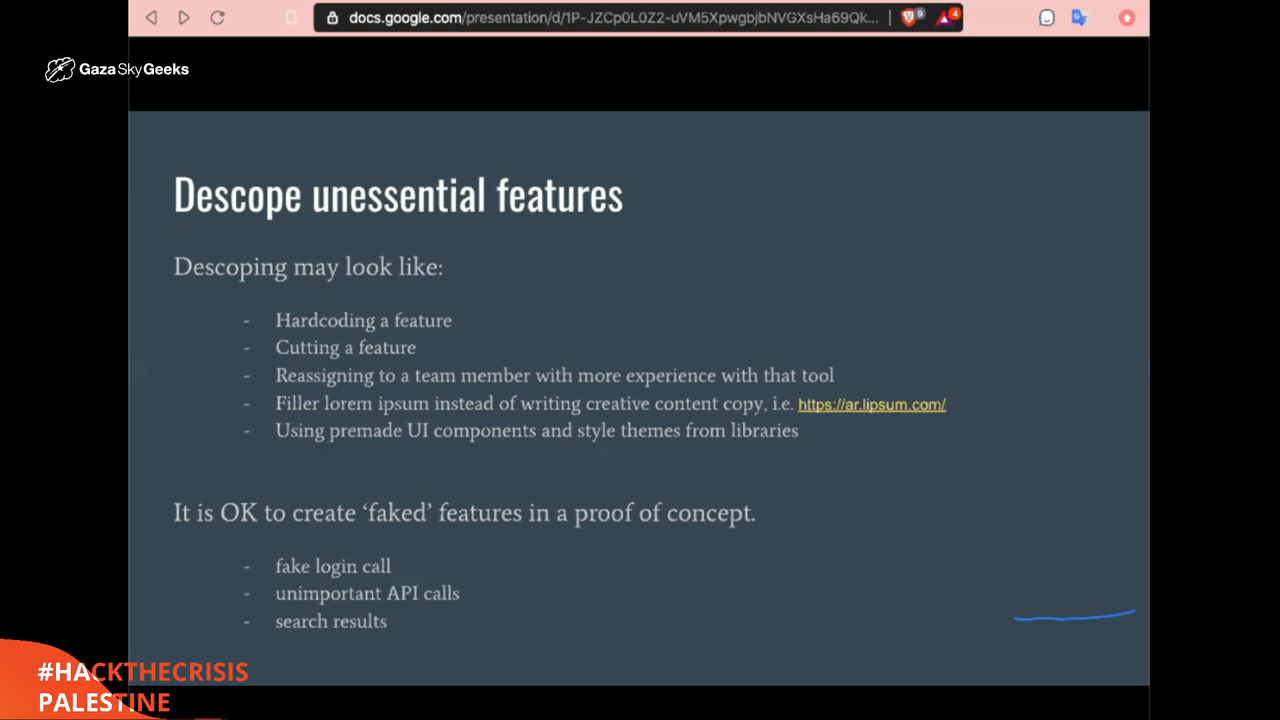 docs.google.com/presentation/d/1P-JZCp0L0Z2-uVM5XpwgbjbNVGXsHa69Qk...
9
4
GazaSkyGeeks
Descope unessential features
Descoping may look like:
- Hardcoding a feature
- Cutting a feature
- Reassigning to a team member with more experience with that tool
- Filler lorem ipsum instead of writing creative content copy, i.e. https://ar.lipsum.com/
- Using premade UI components and style themes from libraries
It is OK to create ‘faked’ features in a proof of concept.
- fake login call
- unimportant API calls
- search results
#HACKTHECRISIS
PALESTINE